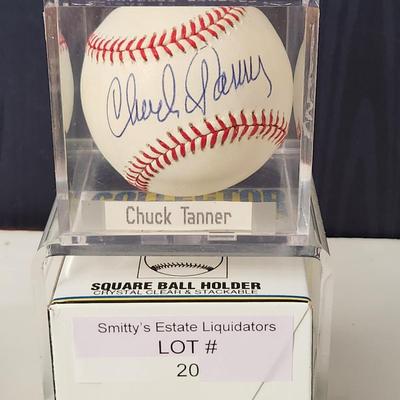 Chuck Tanner
Chuck Tanner
SQUARE BALL HOLDER
CRYSTAL CLEAR & STACKABLE
Smitty's Estate Liquidators
LOT #
20